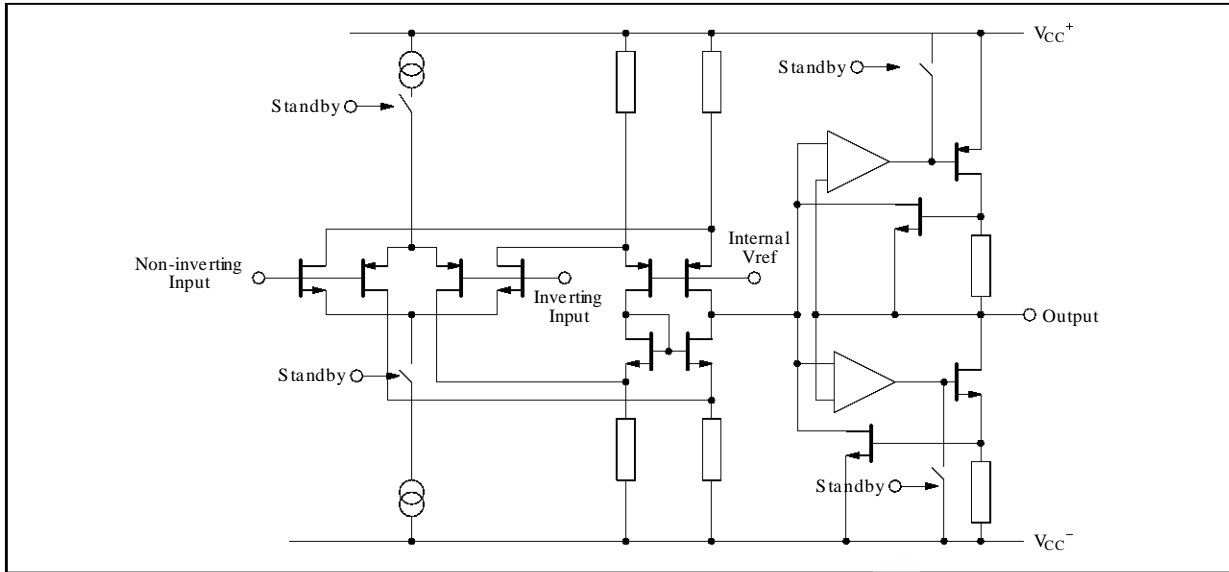 VCC+
Standby
Standby
Internal
Vref
Non-inverting
Input
Inverting
Input
Output
Standby
Standby
VCC−